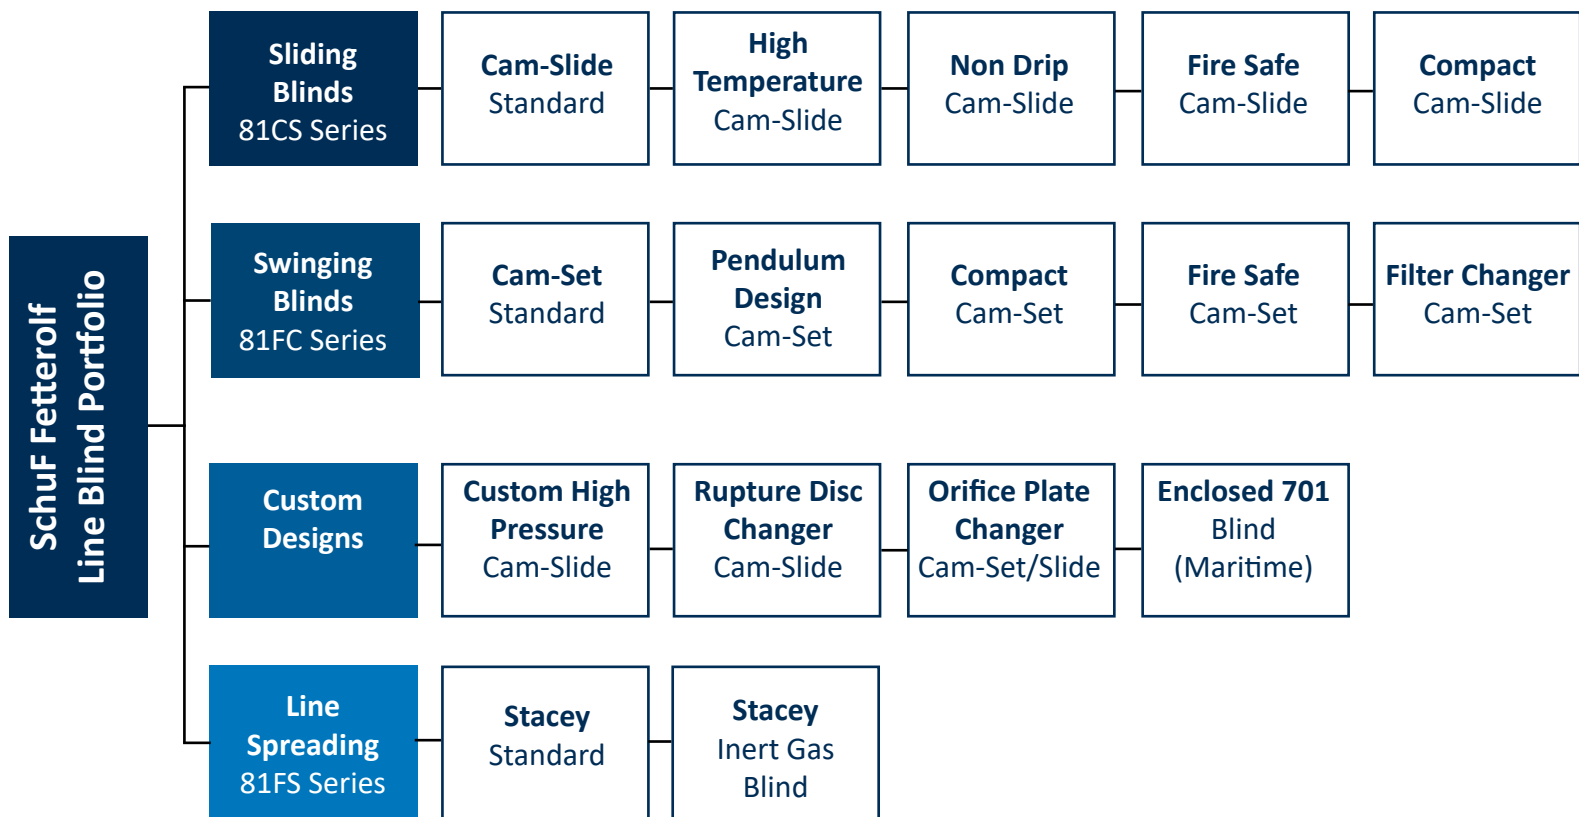 SchuF Fetterolf
Line Blind Portfolio
Sliding
Blinds
81CS Series
Cam-Slide
Standard
High
Temperature
Cam-Slide
Non Drip
Cam-Slide
Fire Safe
Cam-Slide
Compact
Cam-Slide
Swinging
Blinds
81FC Series
Cam-Set
Standard
Pendulum
Design
Cam-Set
Compact
Cam-Set
Fire Safe
Cam-Set
Filter Changer
Cam-Set
Custom
Designs
Custom High
Pressure
Cam-Slide
Rupture Disc
Changer
Cam-Slide
Orifice Plate
Changer
Cam-Set/Slide
Enclosed 701
Blind
(Maritime)
Line
Spreading
81FS Series
Stacey
Standard
Stacey
Inert Gas
Blind